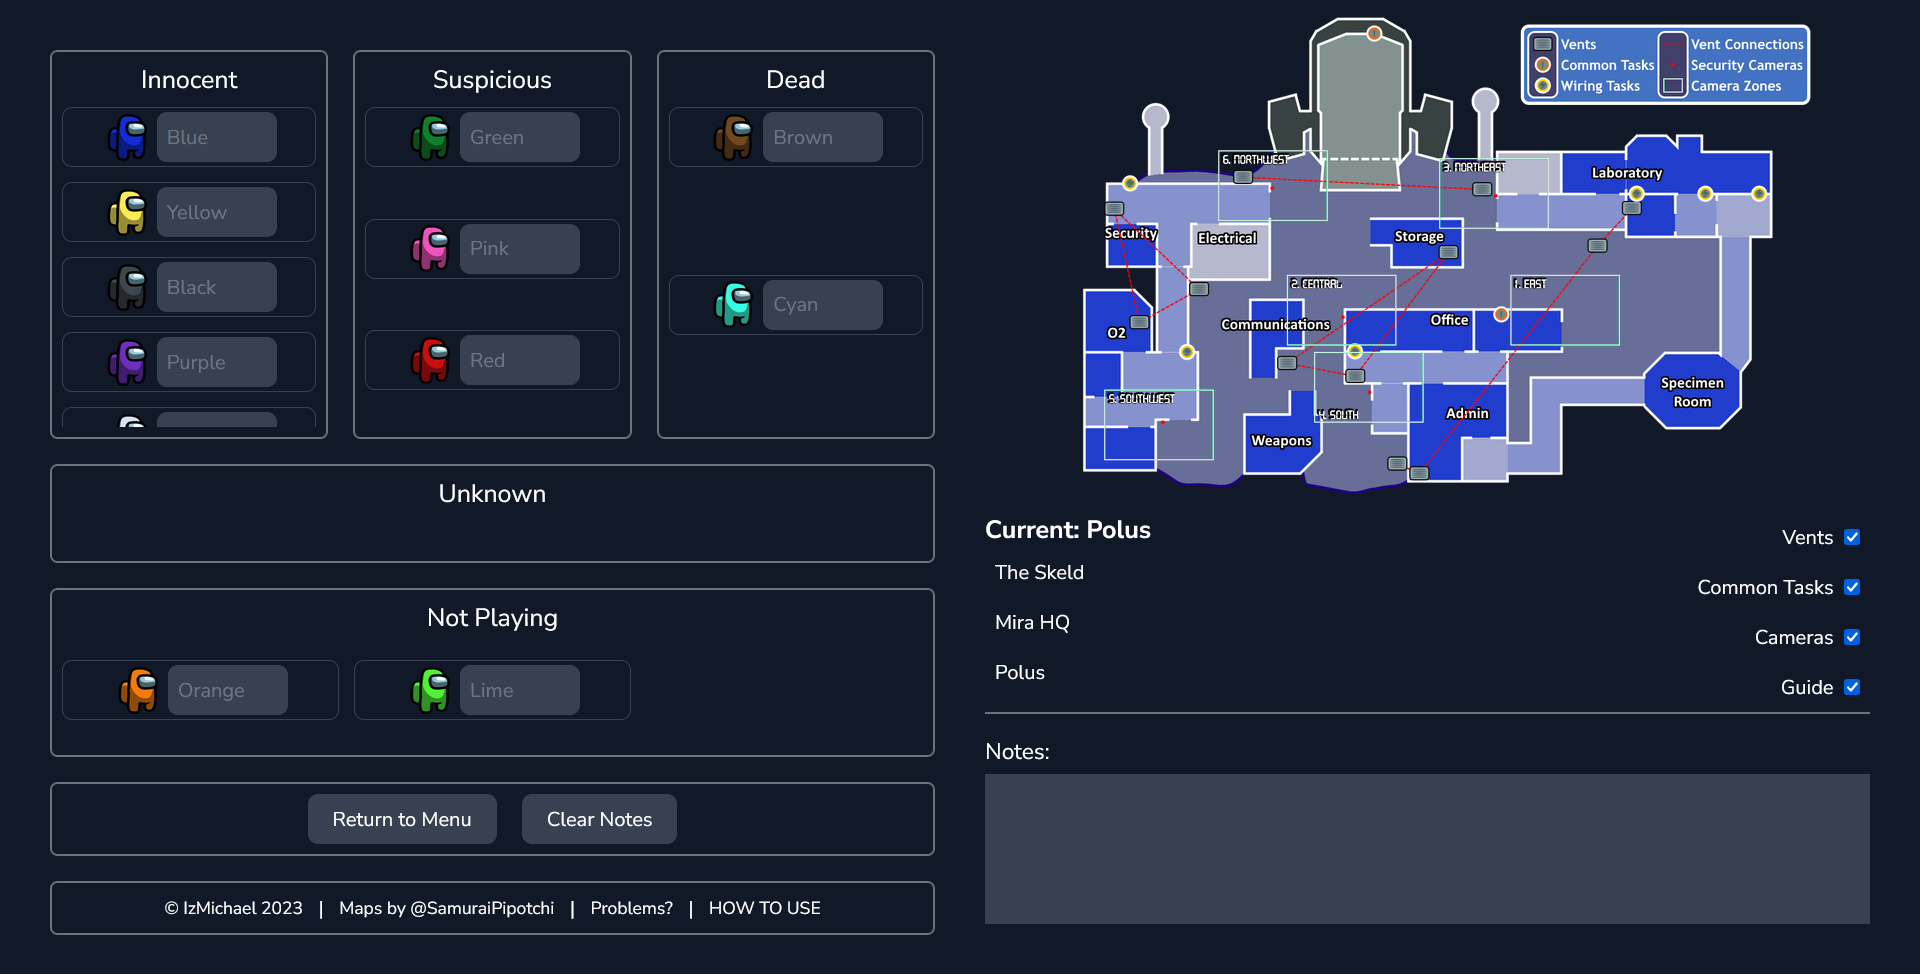 Innocent
Blue
Yellow
Black
Purple
Suspicious
Green
Pink
Red
Dead
Brown
Cyan
Unknown
Not Playing
Orange
Lime
Return to Menu
Clear Notes
© IzMichael 2023 | Maps by @SamuraiPipotchi | Problems? | HOW TO USE
Vents
Common Tasks
Wiring Tasks
Vent Connections
Security Cameras
Camera Zones
6. NORTHWEST
3. NORTHEAST
Laboratory
Security
Electrical
Storage
2. CENTRAL
1. EAST
O2
Communications
Office
Specimen
Room
5. SOUTHWEST
4. SOUTH
Admin
Weapons
Current: Polus
The Skeld
Mira HQ
Polus
Vents
Common Tasks
Cameras
Guide
Notes: